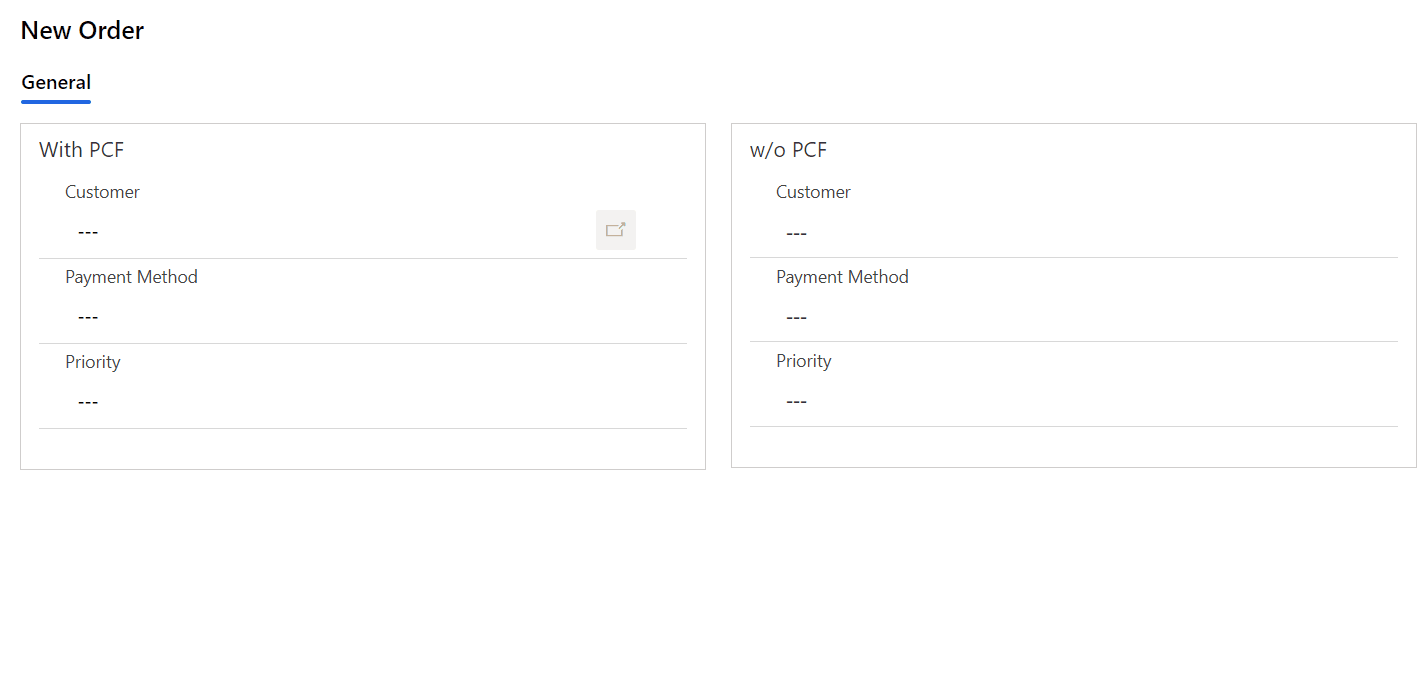 New Order
General
With PCF
Customer
---
Payment Method
---
Priority
---
w/o PCF
Customer
---
Payment Method
---
Priority
---